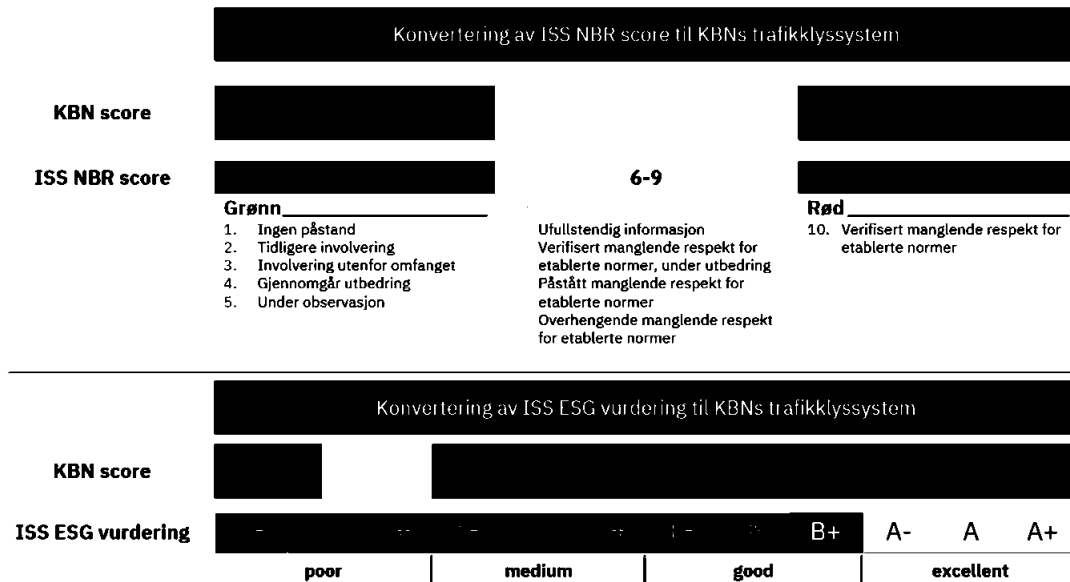 Konvertering av ISS NBR score til KBNs trafikklyssystem
KBN score
ISS NBR score
6-9
Grønn
1. Ingen påstand
2. Tidligere involvering
3. Involvering utenfor omfanget
4. Gjennomgår utbedring
5. Under observasjon
Ufullstendig informasjon
Verifisert manglende respekt for
etablerte normer, under utbedring
Påstått manglende respekt for
etablerte normer
Overhengende manglende respekt
for etablerte normer
Rød
10. Verifisert manglende respekt for
etablerte normer
Konvertering av ISS ESG vurdering til KBNs trafikklyssystem
KBN score
ISS ESG vurdering
B+ A- A A+
poor medium good excellent